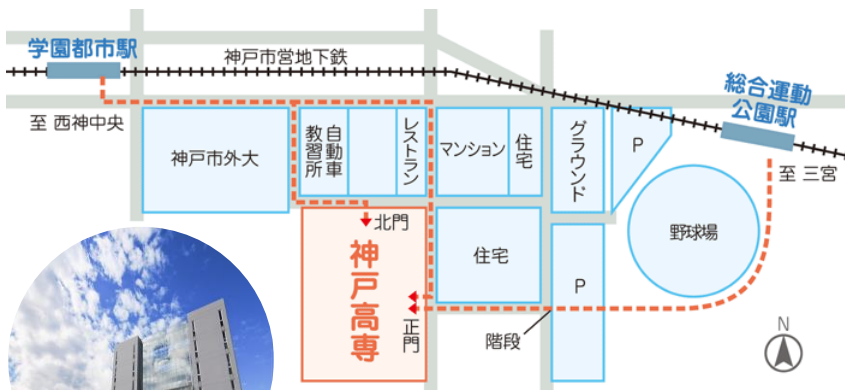 学園都市駅
神戸市営地下鉄
総合運動
公園駅
至 西神中央
至 三宮
神戸市外大
自動車
教習所
レストラン
マンション
住宅
グラウンド
P
野球場
北門
神戸高専
正門
住宅
P
階段
N